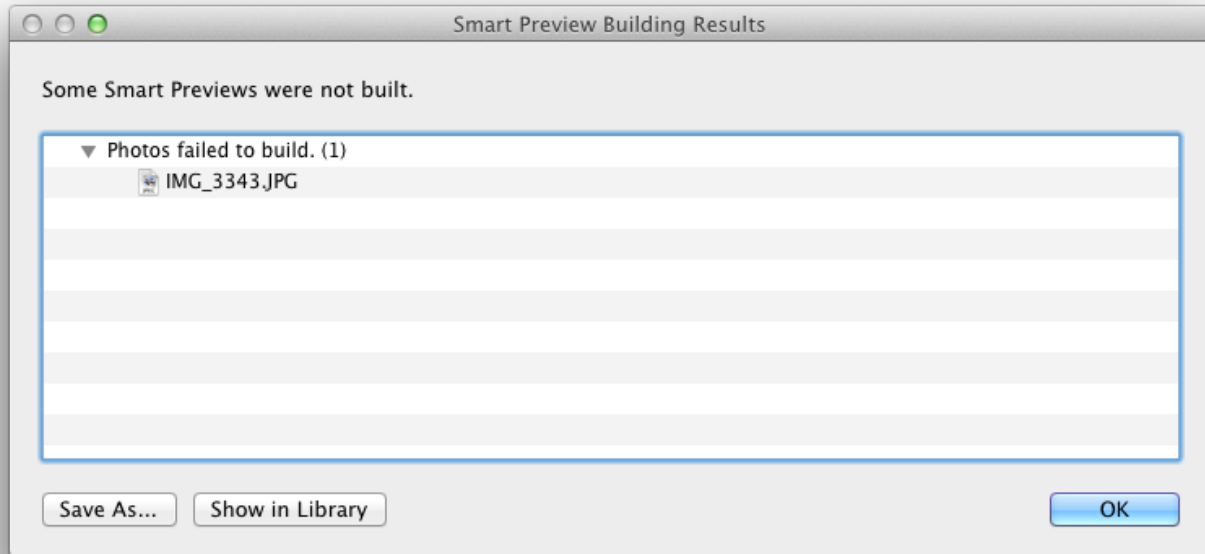 Smart Preview Building Results
Some Smart Previews were not built.
Photos failed to build. (1)
IMG_3343.JPG
Save As...
Show in Library
OK